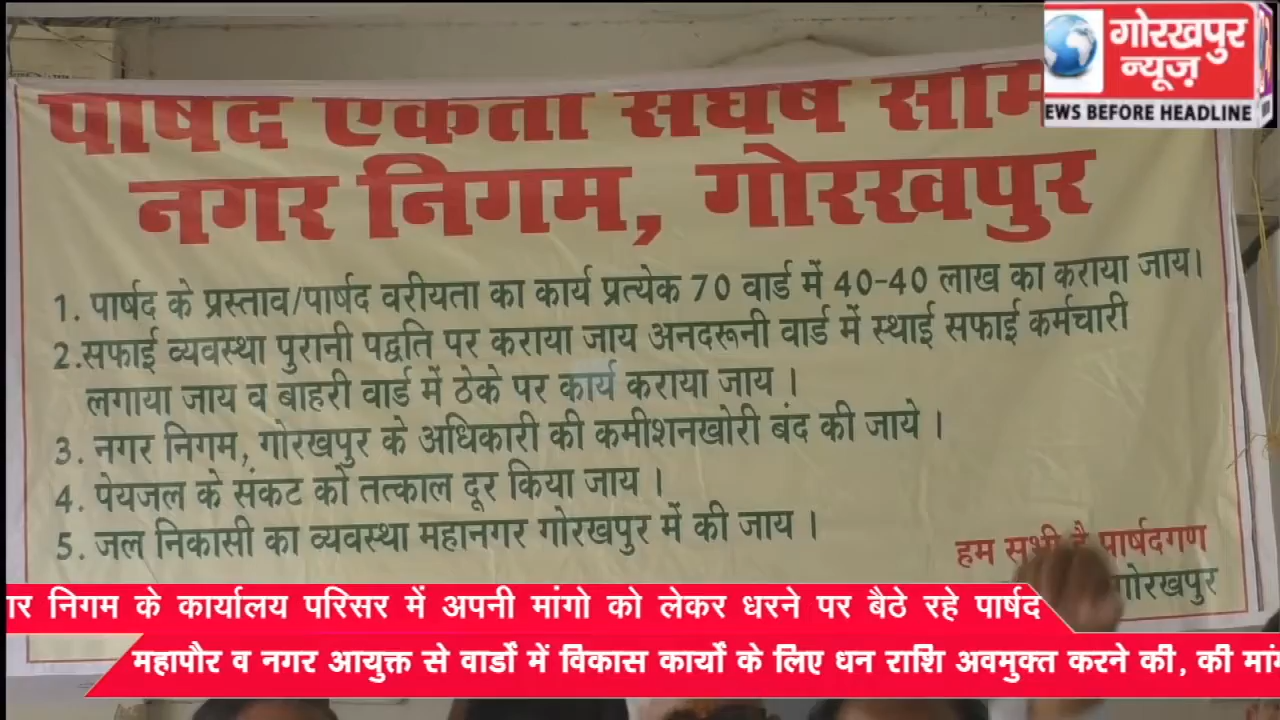 गोरखपुर
न्यूज़
EWS BEFORE HEADLINE
पार्षद एकता संघर्ष समि
नगर निगम, गोरखपुर
1. पार्षद के प्रस्ताव/पार्षद वरीयता का कार्य प्रत्येक 70 वार्ड में 40-40 लाख का कराया जाय।
2.सफाई व्यवस्था पुरानी पद्वति पर कराया जाय अनदरूनी वार्ड में स्थाई सफाई कर्मचारी
लगाया जाय व बाहरी वार्ड में ठेके पर कार्य कराया जाय ।
3. नगर निगम, गोरखपुर के अधिकारी की कमीशनखोरी बंद की जाये ।
4. पेयजल के संकट को तत्काल दूर किया जाय ।
5. जल निकासी का व्यवस्था महानगर गोरखपुर में की जाय ।
हम सभी है पार्षदगण
गोरखपुर
ार निगम के कार्यालय परिसर में अपनी मांगो को लेकर धरने पर बैठे रहे पार्षद
महापौर व नगर आयुक्त से वार्डों में विकास कार्यों के लिए धन राशि अवमुक्त करने की, की मांग